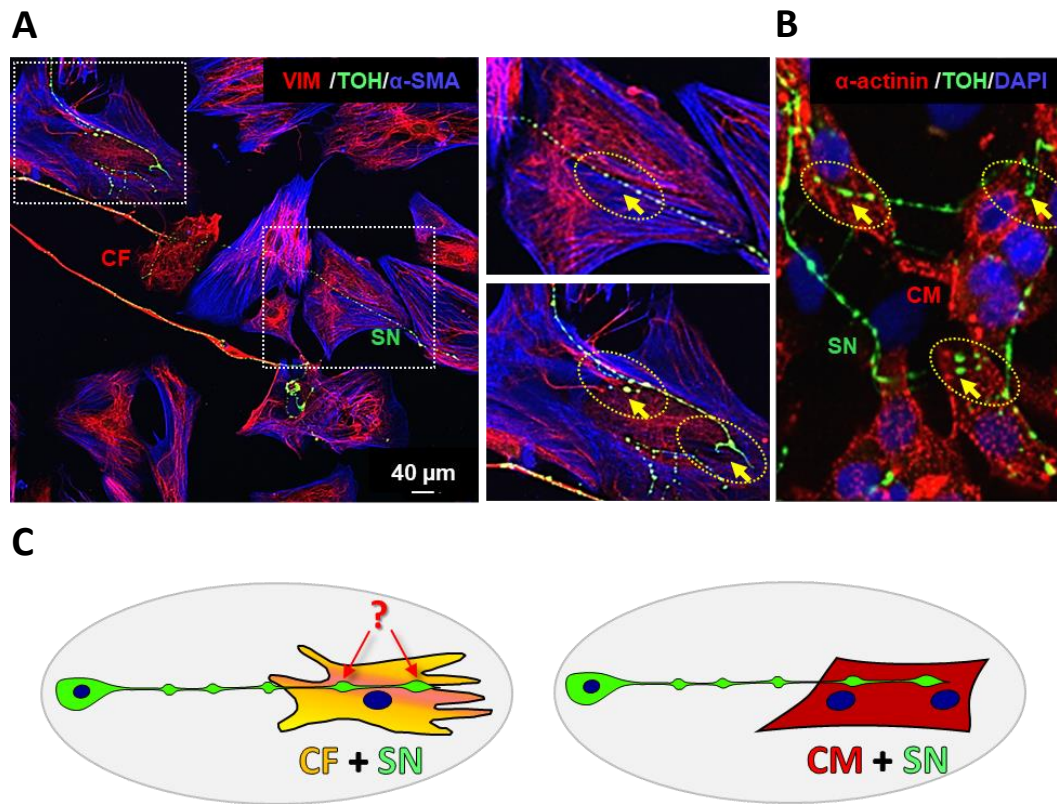 A
B
VIM /TOH/α-SMA
α-actinin /TOH/DAPI
CF
SN
40 µm
CM
SN
C
?
CF + SN
CM + SN